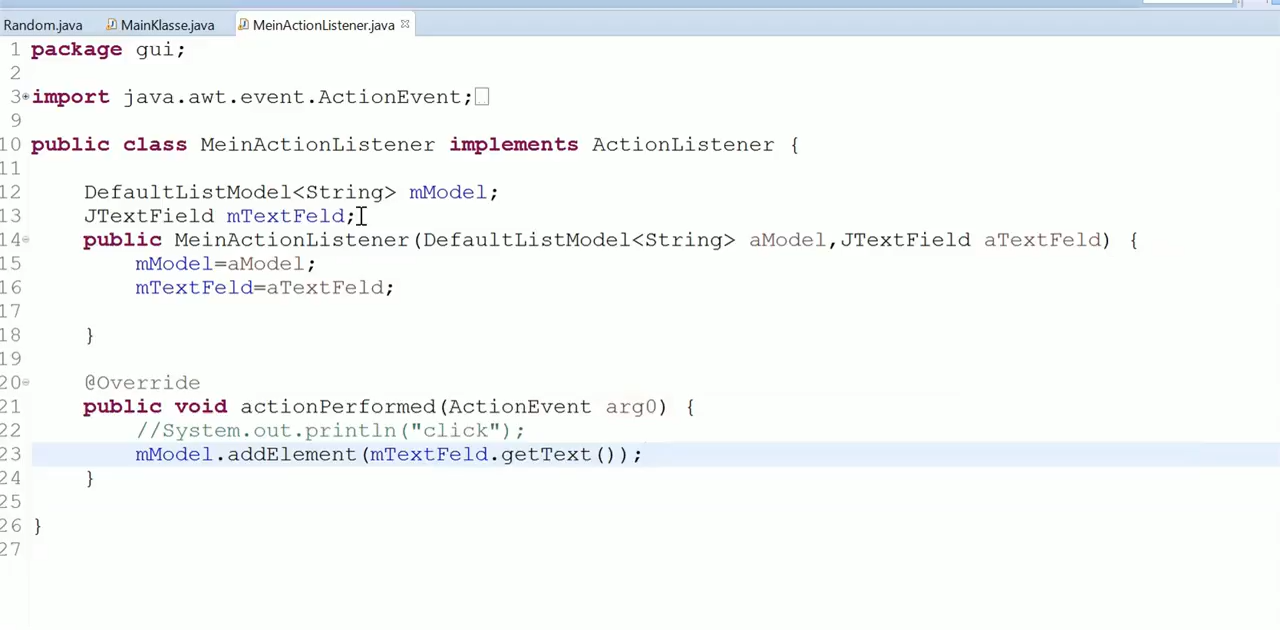 Random.java MainKlasse.java MeinActionListener.java
1 package gui;
2
3 import java.awt.event.ActionEvent;
9
10 public class MeinActionListener implements ActionListener {
11
12 DefaultListModel<String> mModel;
13 JTextField mTextFeld;
14 public MeinActionListener(DefaultListModel<String> aModel,JTextField aTextFeld) {
15 mModel=aModel;
16 mTextFeld=aTextFeld;
17
18 }
19
20 @Override
21 public void actionPerformed(ActionEvent arg0) {
22 //System.out.println("click");
23 mModel.addElement(mTextFeld.getText());
24 }
25
26 }
27